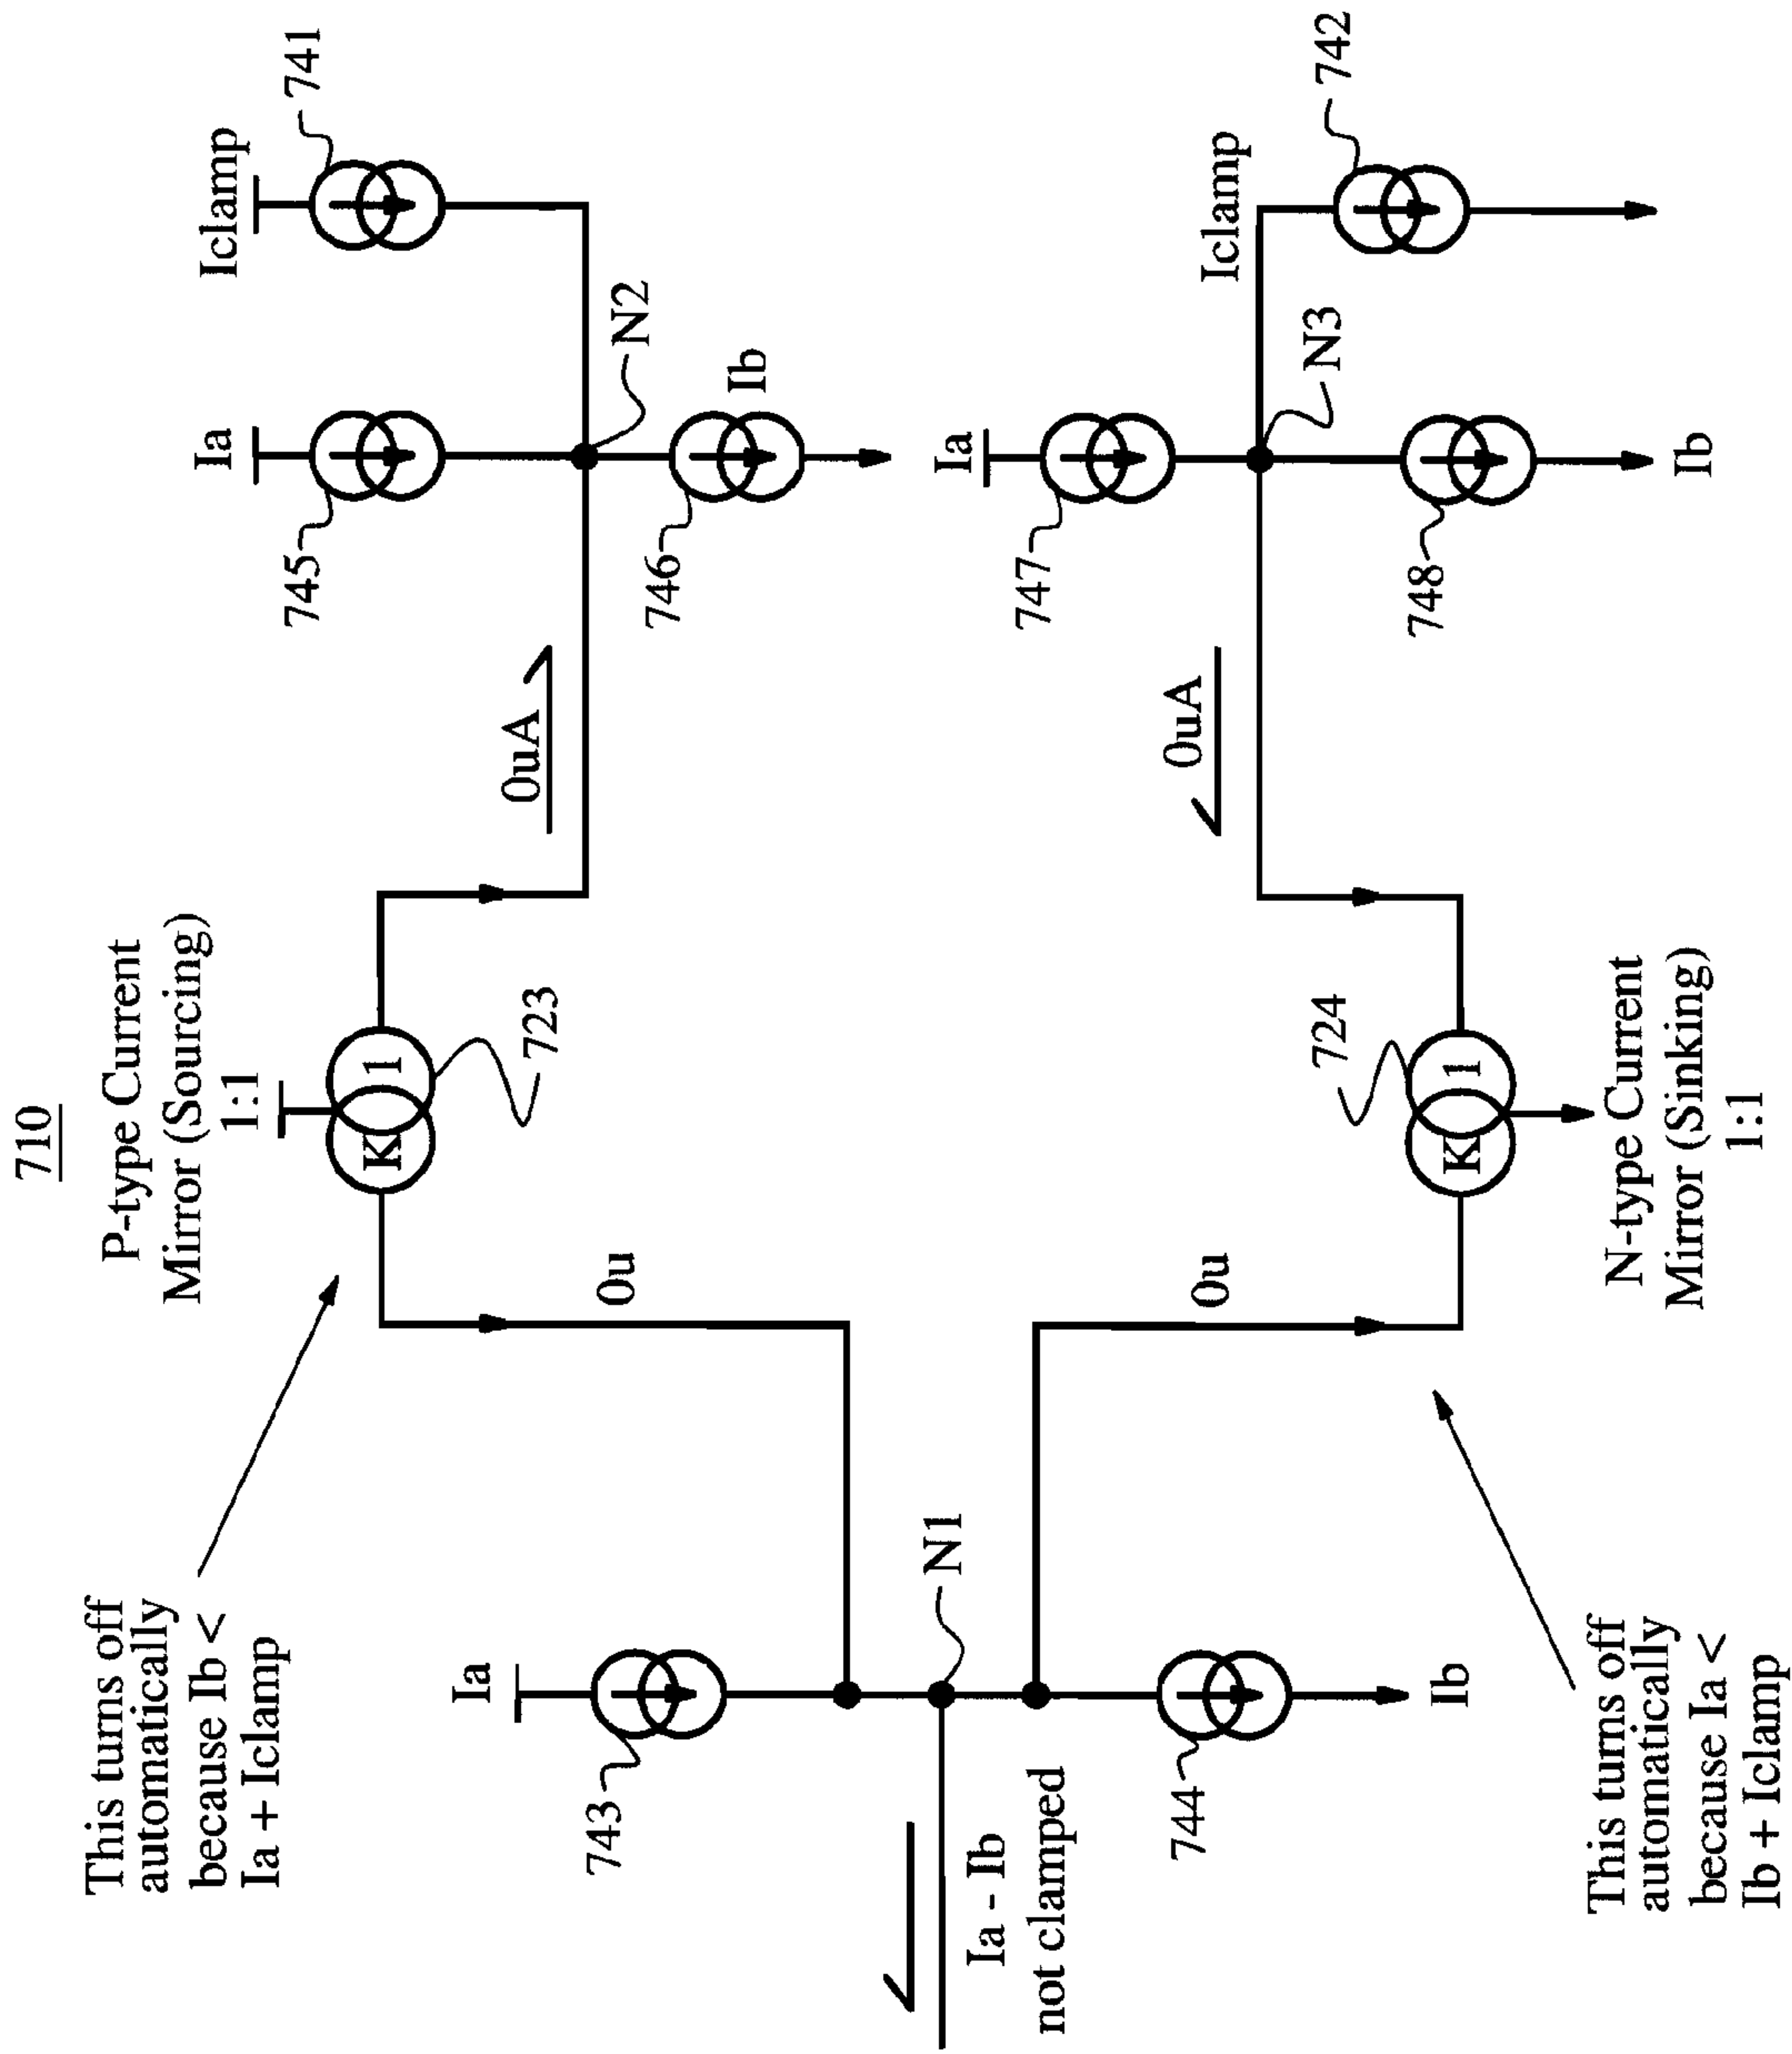 710
This turns off
automatically
because Ib <
Ia + Iclamp
P-type Current
Mirror (Sourcing)
1:1
K 1
723
0u
0uA
Ia
745
Iclamp
741
N2
746
Ib
Ia
743
N1
Ia - Ib
not clamped
744
Ib
0u
0uA
Ia
747
N3
Iclamp
742
748
Ib
724
K 1
N-type Current
Mirror (Sinking)
1:1
This turns off
automatically
because Ia <
Ib + Iclamp